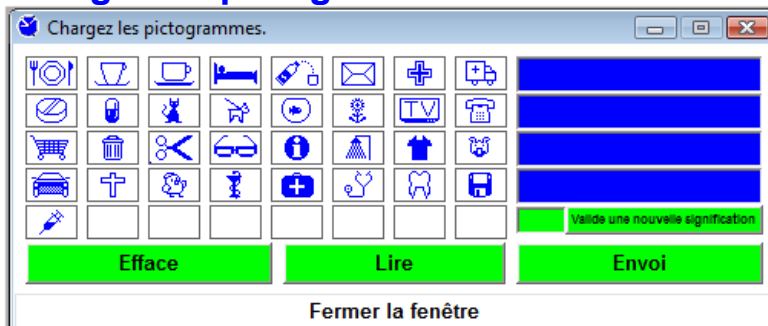 Chargez les pictogrammes.
TV
Valide une nouvelle signification
Efface
Lire
Envoi
Fermer la fenêtre